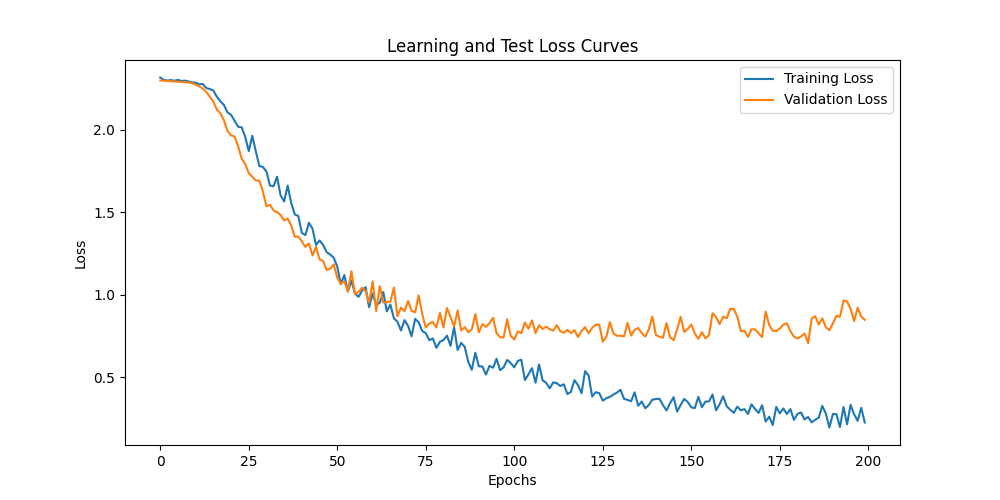 Learning and Test Loss Curves
Training Loss
Validation Loss
2.0
1.5
1.0
0.5
Loss
0 25 50 75 100 125 150 175 200
Epochs